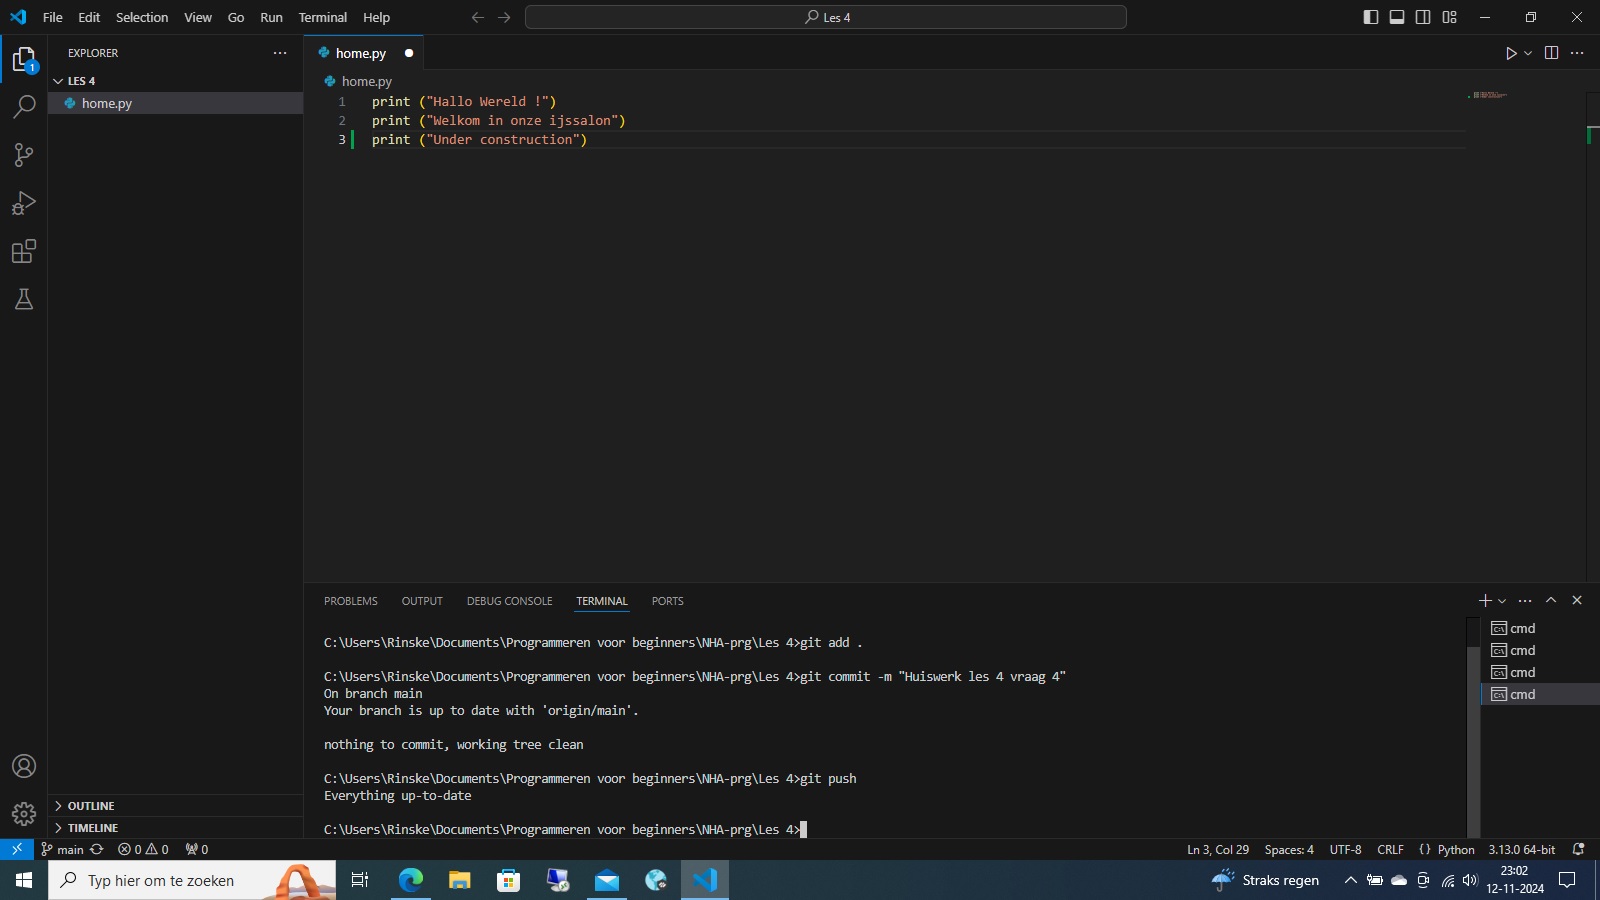 File Edit Selection View Go Run Terminal Help
Les 4
EXPLORER
1
LES 4
home.py
home.py
home.py
1 print ("Hallo Wereld !")
2 print ("Welkom in onze ijssalon")
3 print ("Under construction")
PROBLEMS OUTPUT DEBUG CONSOLE TERMINAL PORTS
C:\Users\Rinske\Documents\Programmeren voor beginners\NHA-prg\Les 4>git add .
C:\Users\Rinske\Documents\Programmeren voor beginners\NHA-prg\Les 4>git commit -m "Huiswerk les 4 vraag 4"
On branch main
Your branch is up to date with 'origin/main'.
nothing to commit, working tree clean
C:\Users\Rinske\Documents\Programmeren voor beginners\NHA-prg\Les 4>git push
Everything up-to-date
C:\Users\Rinske\Documents\Programmeren voor beginners\NHA-prg\Les 4>
cmd
cmd
cmd
cmd
OUTLINE
TIMELINE
main 0 0 0 Ln 3, Col 29 Spaces: 4 UTF-8 CRLF {} Python 3.13.0 64-bit
Typ hier om te zoeken
Straks regen
23:02
12-11-2024